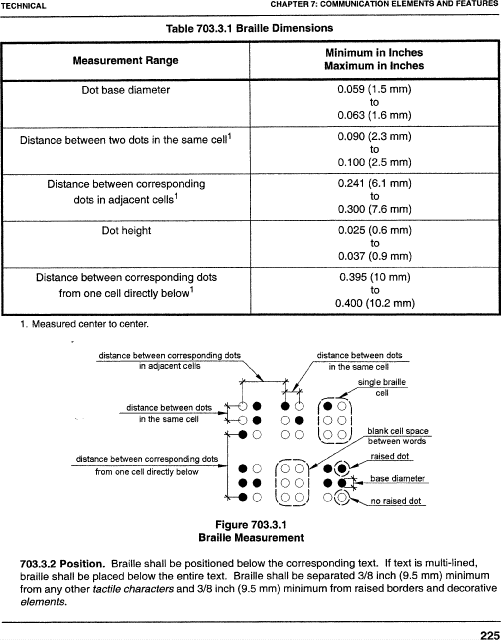 TECHNICAL
CHAPTER 7: COMMUNICATION ELEMENTS AND FEATURES
Table 703.3.1 Braille Dimensions
Measurement Range
Minimum in Inches
Maximum in Inches
Dot base diameter
0.059 (1.5 mm)
to
0.063 (1.6 mm)
Distance between two dots in the same cell1
0.090 (2.3 mm)
to
0.100 (2.5 mm)
Distance between corresponding
dots in adjacent cells1
0.241 (6.1 mm)
to
0.300 (7.6 mm)
Dot height
0.025 (0.6 mm)
to
0.037 (0.9 mm)
Distance between corresponding dots
from one cell directly below1
0.395 (10 mm)
to
0.400 (10.2 mm)
1. Measured center to center.
distance between corresponding dots
in adjacent cells
distance between dots
in the same cell
single braille
cell
distance between dots
in the same cell
blank cell space
between words
distance between corresponding dots
from one cell directly below
raised dot
base diameter
no raised dot
Figure 703.3.1
Braille Measurement
703.3.2 Position. Braille shall be positioned below the corresponding text. If text is multi-lined,
braille shall be placed below the entire text. Braille shall be separated 3/8 inch (9.5 mm) minimum
from any other tactile characters and 3/8 inch (9.5 mm) minimum from raised borders and decorative
elements.
225